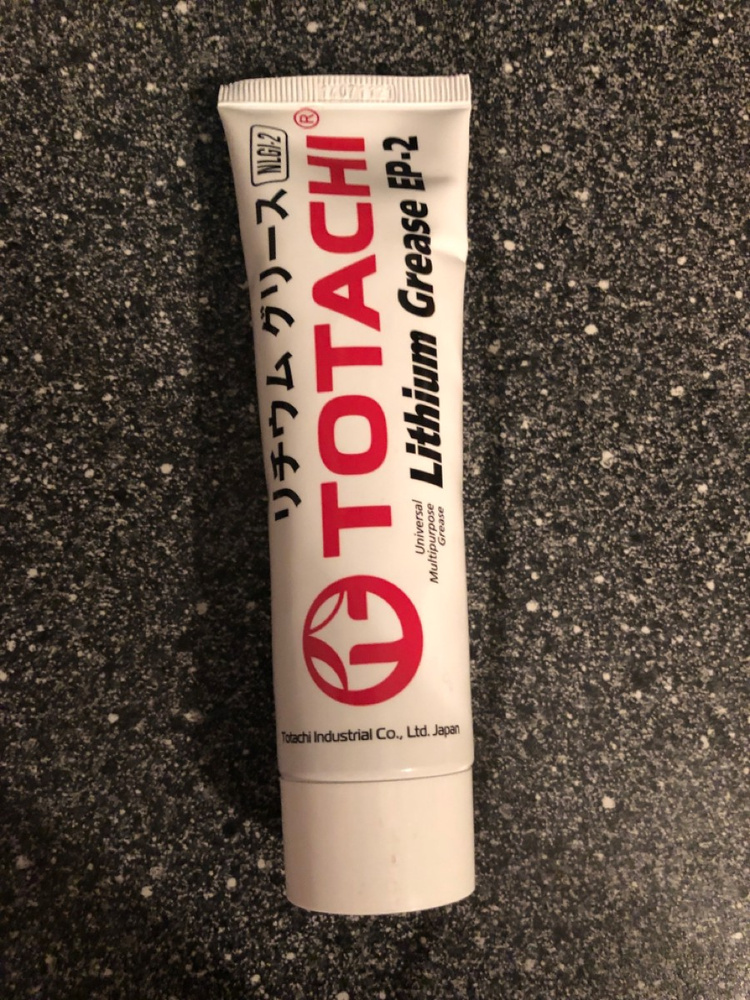 リチウム グリース NLGI-2
TOTACHI®
Universal
Multipurpose
Grease
Lithium Grease EP-2
Totachi Industrial Co., Ltd. Japan